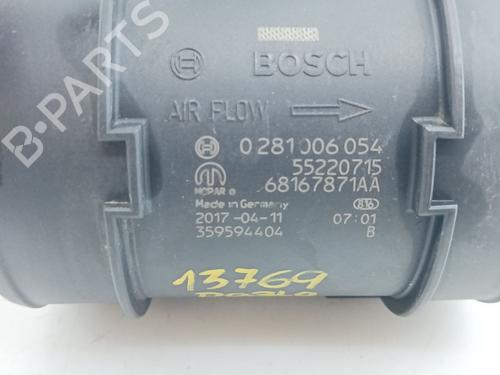 B-PARTS
BOSCH
AIR FLOW
0 281 006 054
55220715
MOPAR ® 68167871AA
Made in Germany 816
2017-04-11 07:01
359594404 B
13769